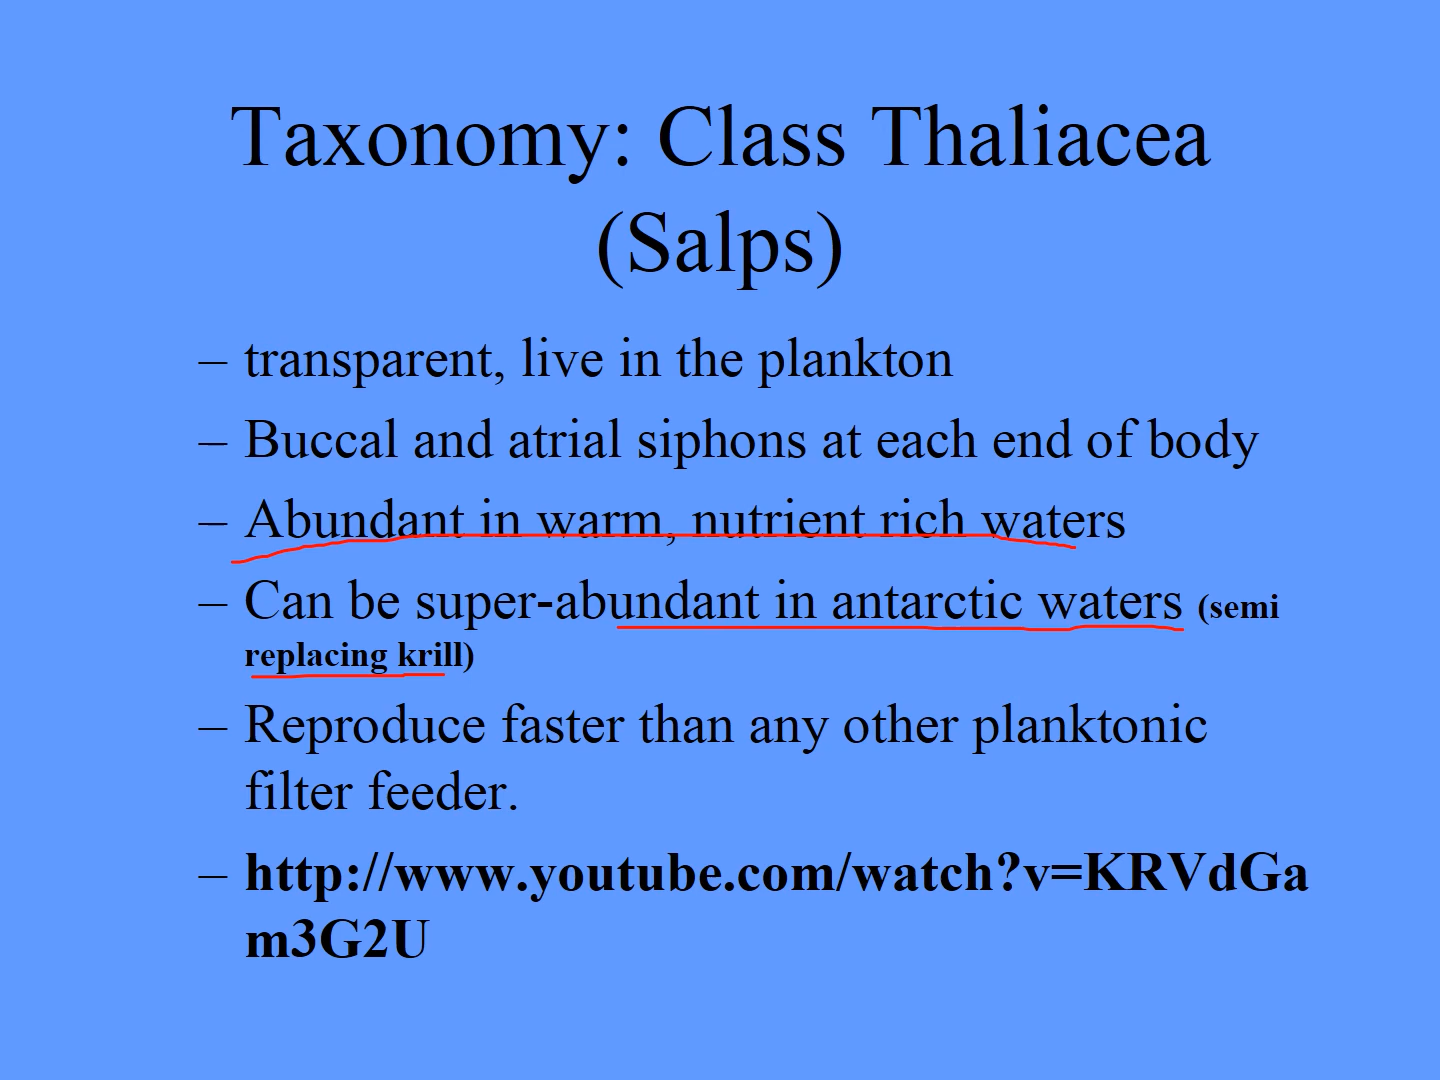 Taxonomy: Class Thaliacea
(Salps)
– transparent, live in the plankton
– Buccal and atrial siphons at each end of body
– Abundant in warm, nutrient rich waters
– Can be super-abundant in antarctic waters (semi
replacing krill)
– Reproduce faster than any other planktonic
filter feeder.
– http://www.youtube.com/watch?v=KRVdGa
m3G2U